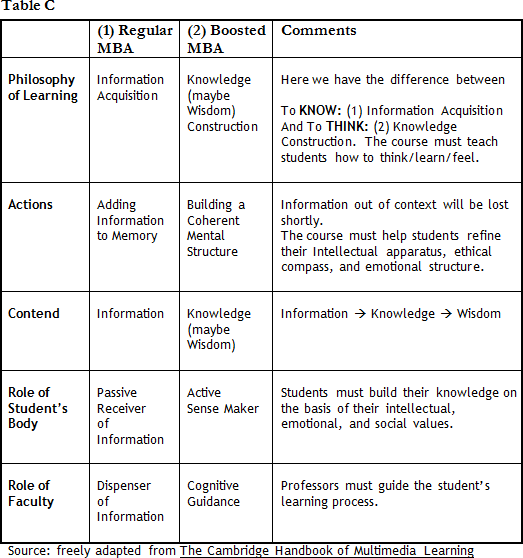 Table C
(1) Regular MBA
(2) Boosted MBA
Comments
Philosophy
of Learning
Information
Acquisition
Knowledge
(maybe
Wisdom)
Construction
Here we have the difference between
To KNOW: (1) Information Acquisition
And To THINK: (2) Knowledge
Construction. The course must teach
students how to think/learn/feel.
Actions
Adding
Information
to Memory
Building a
Coherent
Mental
Structure
Information out of context will be lost
shortly.
The course must help students refine
their Intellectual apparatus, ethical
compass, and emotional structure.
Contend
Information
Knowledge
(maybe
Wisdom)
Information → Knowledge → Wisdom
Role of
Student's
Body
Passive
Receiver
of
Information
Active
Sense Maker
Students must build their knowledge on
the basis of their intellectual,
emotional, and social values.
Role of
Faculty
Dispenser
of
Information
Cognitive
Guidance
Professors must guide the student's
learning process.
Source: freely adapted from The Cambridge Handbook of Multimedia Learning